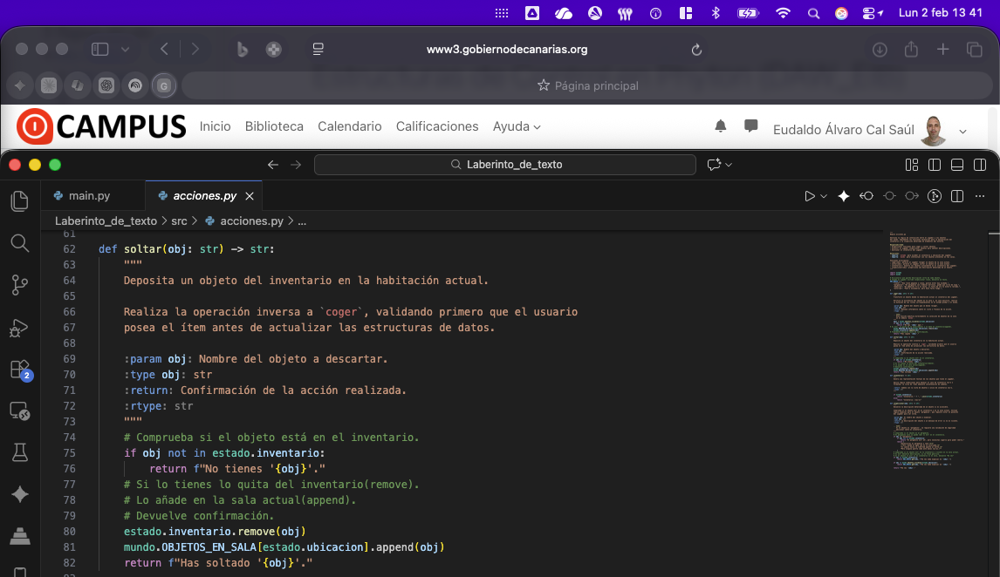 Lun 2 feb 13 41
www3.gobiernodecanarias.org
G
Página principal
CAMPUS
Inicio Biblioteca Calendario Calificaciones Ayuda
Eudaldo Álvaro Cal Saúl
Laberinto_de_texto
main.py
acciones.py
Laberinto_de_texto > src > acciones.py > ...
61
62 def soltar(obj: str) -> str:
63 """
64 Deposita un objeto del inventario en la habitación actual.
65
66 Realiza la operación inversa a `coger`, validando primero que el usuario
67 posea el ítem antes de actualizar las estructuras de datos.
68
69 :param obj: Nombre del objeto a descartar.
70 :type obj: str
71 :return: Confirmación de la acción realizada.
72 :rtype: str
73 """
74 # Comprueba si el objeto está en el inventario.
75 if obj not in estado.inventario:
76 return f"No tienes '{obj}'."
77 # Si lo tienes lo quita del inventario(remove).
78 # Lo añade en la sala actual(append).
79 # Devuelve confirmación.
80 estado.inventario.remove(obj)
81 mundo.OBJETOS_EN_SALA[estado.ubicacion].append(obj)
82 return f"Has soltado '{obj}'."
2